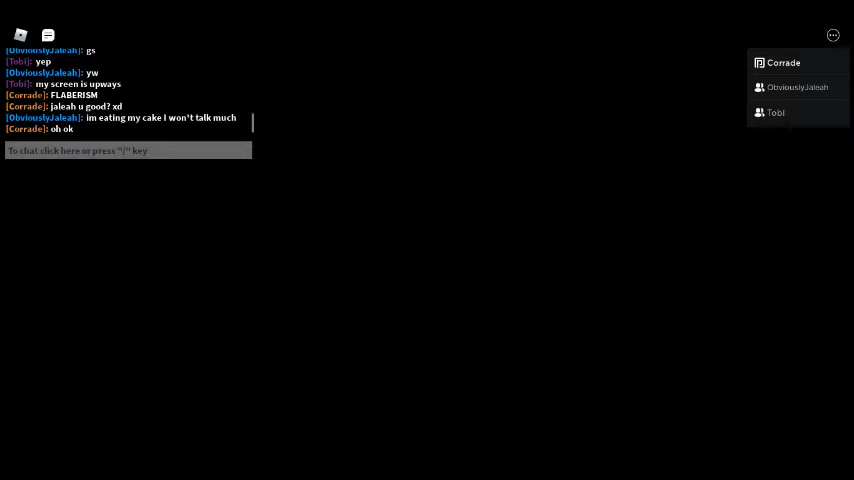 [ObviouslyJaleah]: gs
[Tobi]: yep
[ObviouslyJaleah]: yw
[Tobi]: my screen is upways
[Corrade]: FLABERISM
[Corrade]: jaleah u good? xd
[ObviouslyJaleah]: im eating my cake I won't talk much
[Corrade]: oh ok
To chat click here or press "/" key
Corrade
ObviouslyJaleah
Tobi